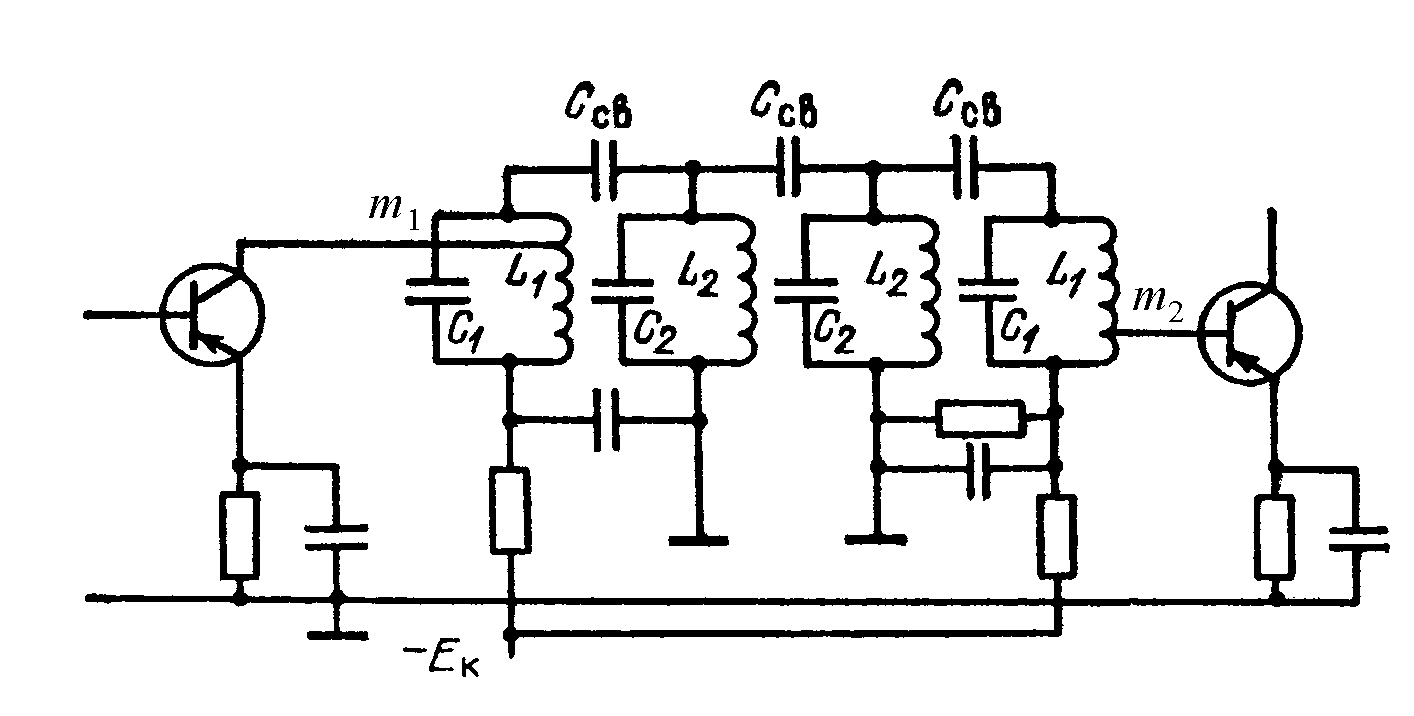 Cсв Cсв Cсв
m₁
L₁ L₂ L₂ L₁
m₂
C₁ C₂ C₂ C₁
−Eк